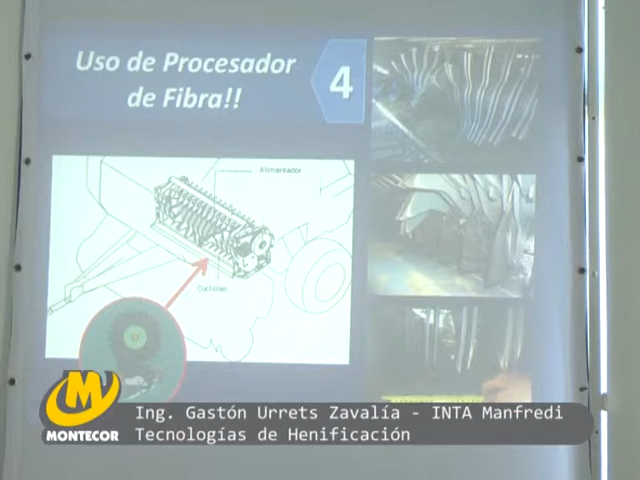 Uso de Procesador
de Fibra!!
4
Alimentador
Cuchillas
Ing. Gastón Urrets Zavalía - INTA Manfredi
Tecnologías de Henificación
M
MONTECOR